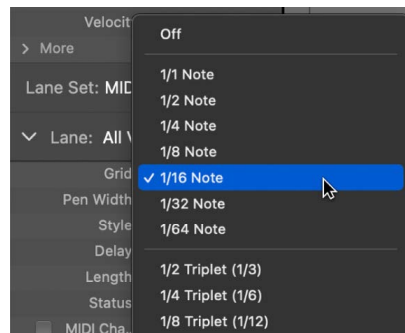 Velocit
More
Lane Set: MID
Lane: All V
Grid
Pen Width
Style
Delay
Length
Status
MIDI Cha
Off
1/1 Note
1/2 Note
1/4 Note
1/8 Note
1/16 Note
1/32 Note
1/64 Note
1/2 Triplet (1/3)
1/4 Triplet (1/6)
1/8 Triplet (1/12)